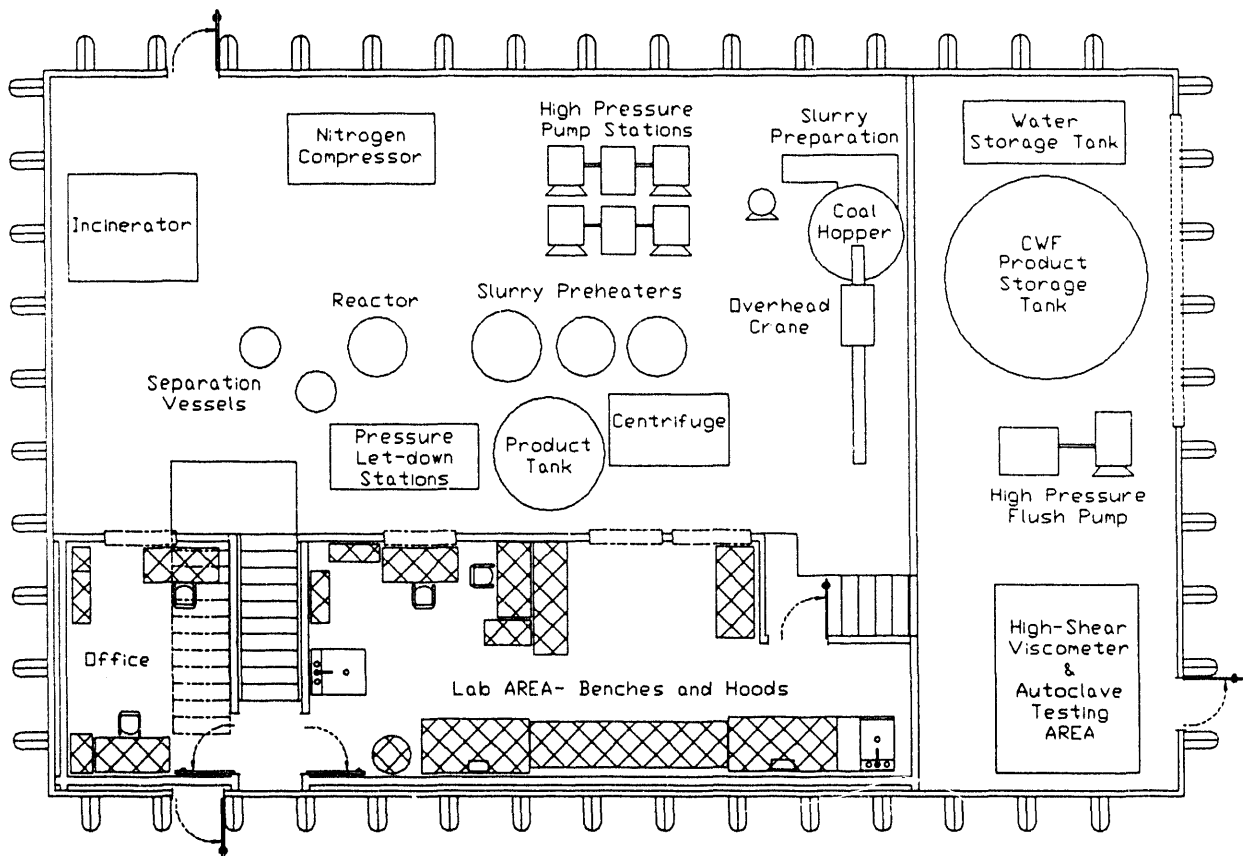 High Pressure
Pump Stations
Slurry
Preparation
Water
Storage Tank
Nitrogen
Compressor
Incinerator
Coal
Hopper
CWF
Product
Storage
Tank
Reactor
Slurry Preheaters
Overhead
Crane
Separation
Vessels
Centrifuge
Pressure
Let-down
Stations
Product
Tank
High Pressure
Flush Pump
Office
Lab AREA- Benches and Hoods
High-Shear
Viscometer
&
Autoclave
Testing
AREA